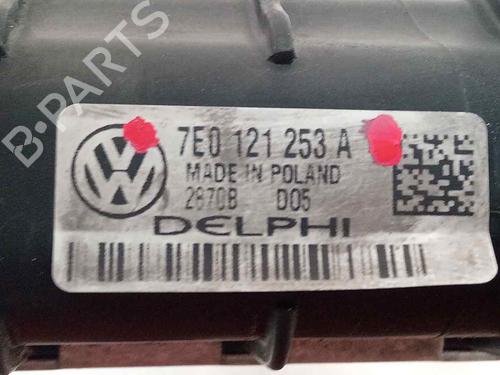 B-PARTS
7E0 121 253 A
MADE IN POLAND
2870B D05
DELPHI